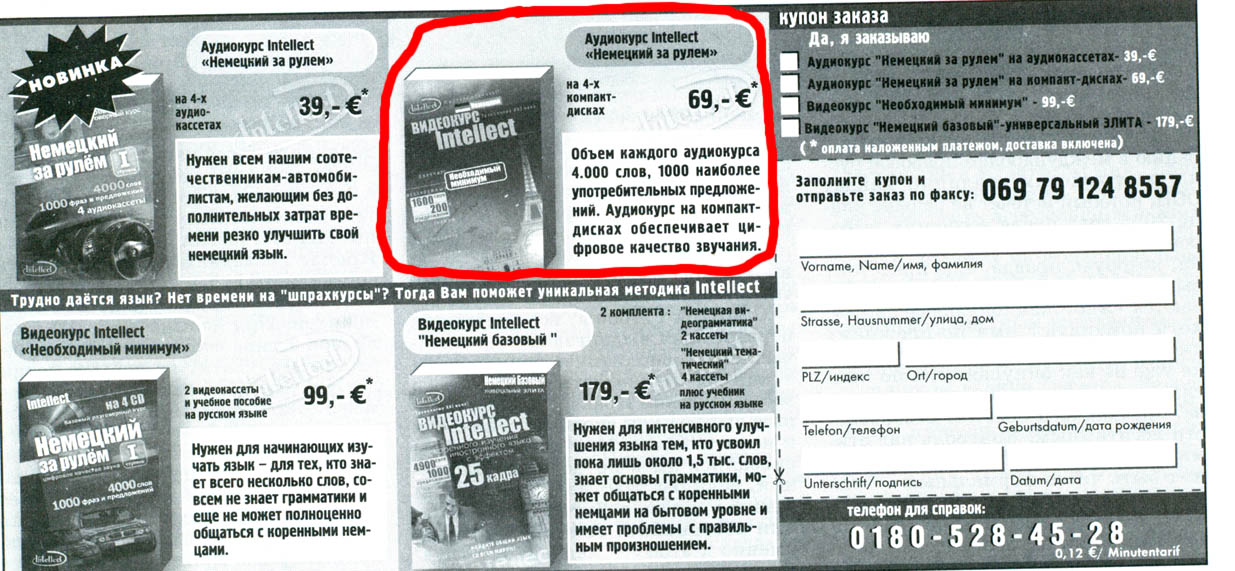 НОВИНКА
Аудиокурс Intellect
«Немецкий за рулем»
на 4-х
аудио-
кассетах
39,- €*
Немецкий
за рулём I
4000 слов
1000 фраз и предложений
4 аудиокассеты
Intellect
Нужен всем нашим сооте-
чественникам-автомоби-
листам, желающим без до-
полнительных затрат вре-
мени резко улучшить свой
немецкий язык.
Аудиокурс Intellect
«Немецкий за рулем»
на 4-х
компакт-
дисках
69,- €*
ВИДЕОКУРС
Intellect
Необходимый
минимум
1600
200
Объем каждого аудиокурса
4.000 слов, 1000 наиболее
употребительных предложе-
ний. Аудиокурс на компакт-
дисках обеспечивает ци-
фровое качество звучания.
Трудно даётся язык? Нет времени на "шпрахкурсы"? Тогда Вам поможет уникальная методика Intellect
Видеокурс Intellect
«Необходимый минимум»
2 видеокассеты
и учебное пособие
на русском языке
99,- €*
Intellect
на 4 CD
Немецкий
за рулём I
4000 слов
1000 фраз и предложений
Intellect
Нужен для начинающих изу-
чать язык – для тех, кто зна-
ет всего несколько слов, со-
всем не знает грамматики и
еще не может полноценно
общаться с коренными нем-
цами.
Видеокурс Intellect
"Немецкий базовый "
2 комплекта :
"Немецкая ви-
деограмматика"
2 кассеты
"Немецкий тема-
тический"
4 кассеты
плюс учебник
на русском языке
179,- €*
Немецкий Базовый
ВИДЕОКУРС
Intellect
4900
1000
25 кадра
Нужен для интенсивного улуч-
шения языка тем, кто усвоил
пока лишь около 1,5 тыс. слов,
знает основы грамматики, мо-
жет общаться с коренными
немцами на бытовом уровне и
имеет проблемы с правиль-
ным произношением.
купон заказа
Да, я заказываю
Аудиокурс "Немецкий за рулем" на аудиокассетах- 39,-€
Аудиокурс "Немецкий за рулем" на компакт-дисках- 69,-€
Видеокурс "Необходимый минимум" - 99,-€
Видеокурс "Немецкий базовый"-универсальный ЭЛИТА - 179,-€
( * оплата наложенным платежом, доставка включена)
Заполните купон и
отправьте заказ по факсу: 069 79 124 8557
Vorname, Name/имя, фамилия
Strasse, Hausnummer/улица, дом
PLZ/индекс Ort/город
Telefon/телефон Geburtsdatum/дата рождения
Unterschrift/подпись Datum/дата
телефон для справок:
0180-528-45-28
0,12 €/ Minutentarif